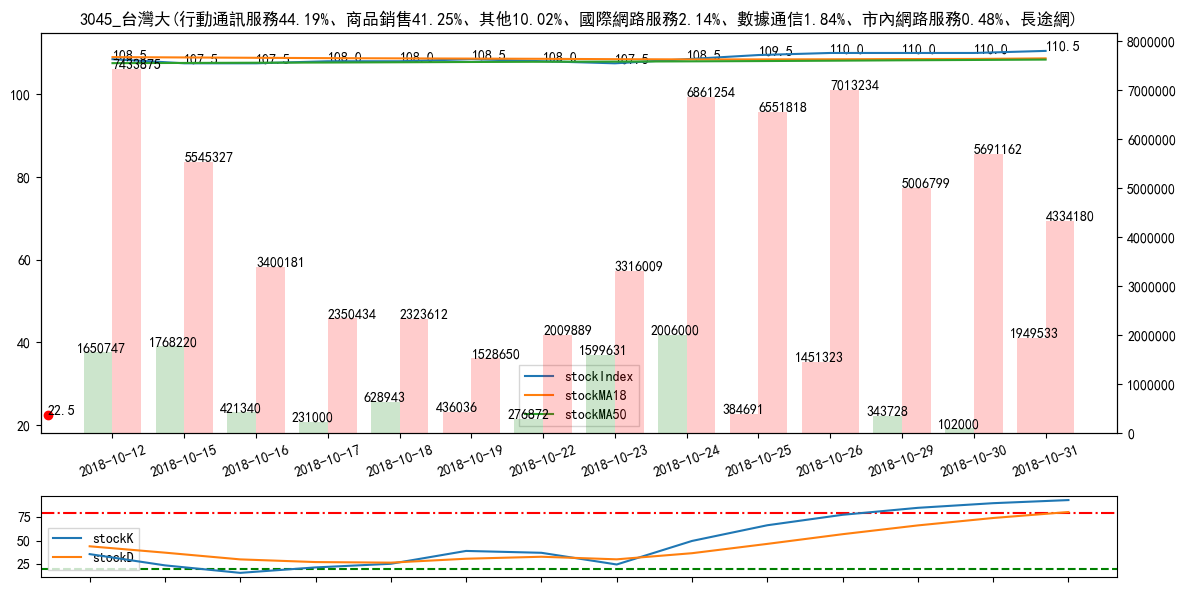 3045_台灣大(行動通訊服務44.19%、商品銷售41.25%、其他10.02%、國際網路服務2.14%、數據通信1.84%、市內網路服務0.48%、長途網)
108.5 107.5 107.5 108.0 108.0 108.5 108.0 107.5 108.5 109.5 110.0 110.0 110.0 110.5
7433875 5545327 3400181 2350434 2323612 1528650 2009889 3316009 6861254 6551818 7013234 5006799 5691162 4334180
1650747 1768220 421340 231000 628943 436036 276872 1599631 2006000 384691 1451323 343728 102000 1949533
22.5
100
80
60
40
20
8000000
7000000
6000000
5000000
4000000
3000000
2000000
1000000
0
stockIndex
stockMA18
stockMA50
2018-10-12 2018-10-15 2018-10-16 2018-10-17 2018-10-18 2018-10-19 2018-10-22 2018-10-23 2018-10-24 2018-10-25 2018-10-26 2018-10-29 2018-10-30 2018-10-31
75
50
25
stockK
stockD